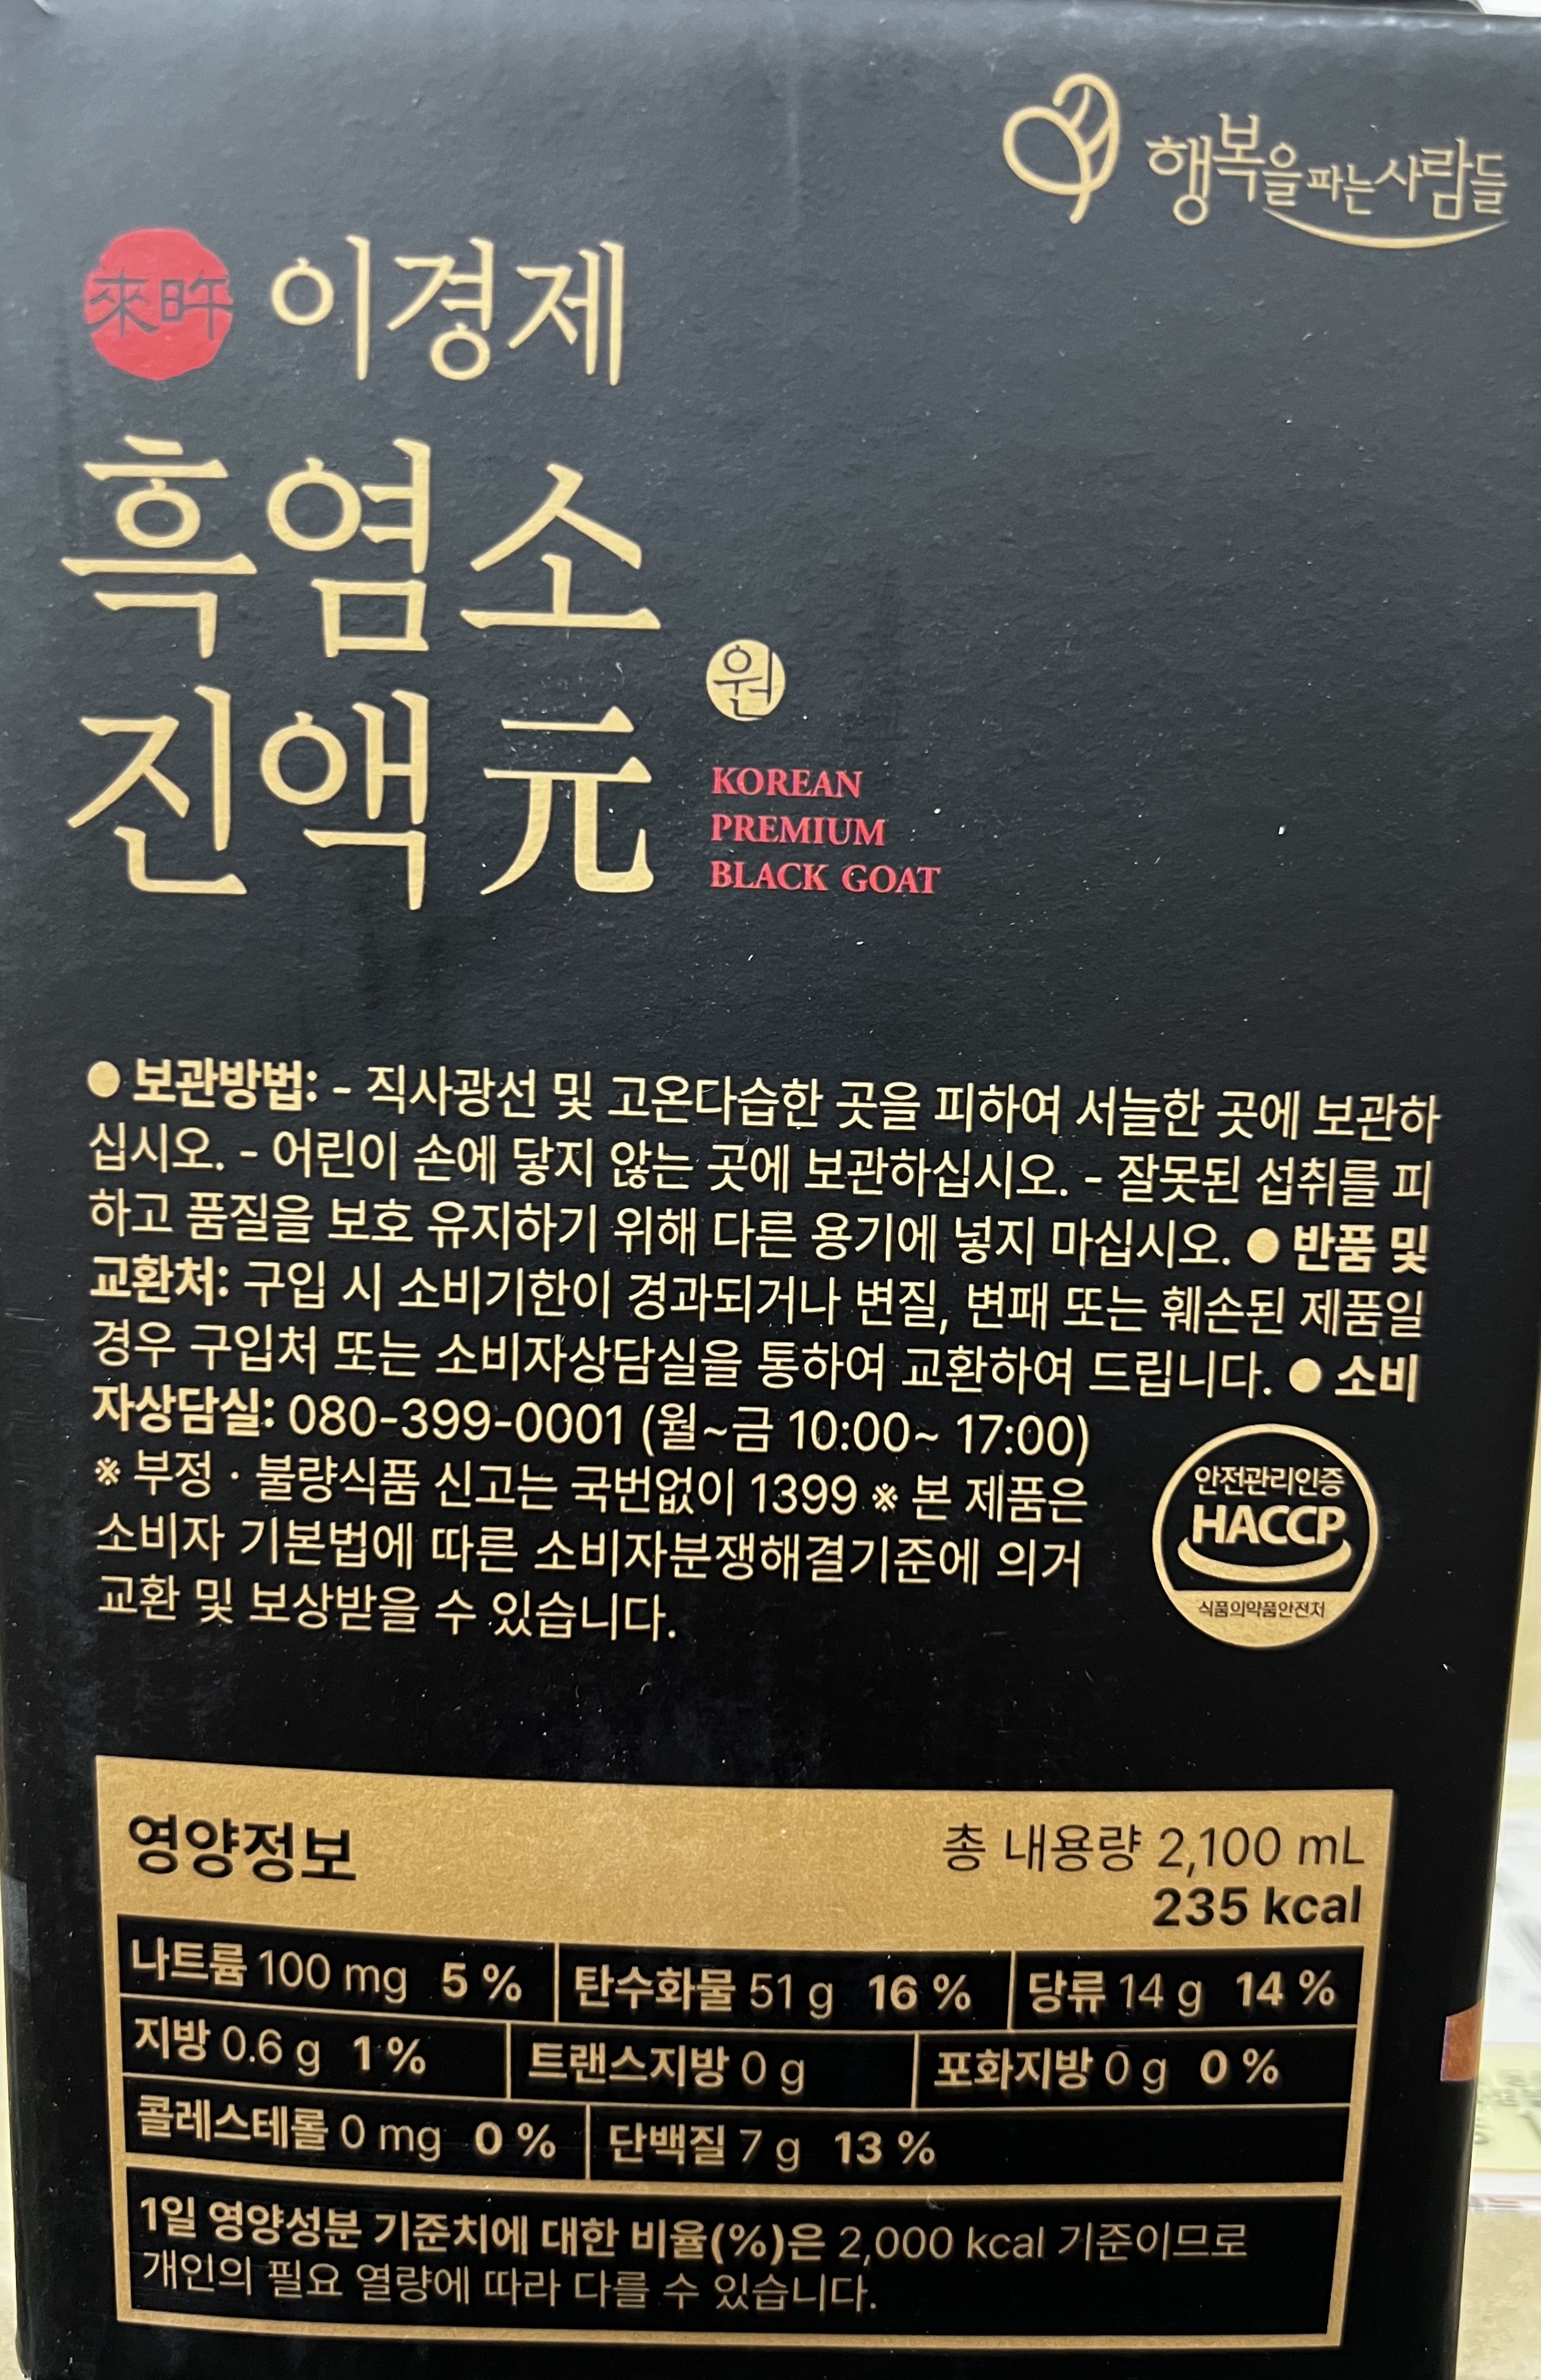 행복을파는사람들
來昨 이경제
흑염소
진액 元
원
KOREAN
PREMIUM
BLACK GOAT
● 보관방법: - 직사광선 및 고온다습한 곳을 피하여 서늘한 곳에 보관하
십시오. - 어린이 손에 닿지 않는 곳에 보관하십시오. - 잘못된 섭취를 피
하고 품질을 보호 유지하기 위해 다른 용기에 넣지 마십시오. ● 반품 및
교환처: 구입 시 소비기한이 경과되거나 변질, 변패 또는 훼손된 제품일
경우 구입처 또는 소비자상담실을 통하여 교환하여 드립니다. ● 소비
자상담실: 080-399-0001 (월~금 10:00~ 17:00)
※ 부정 · 불량식품 신고는 국번없이 1399 ※ 본 제품은
소비자 기본법에 따른 소비자분쟁해결기준에 의거
교환 및 보상받을 수 있습니다.
안전관리인증
HACCP
식품의약품안전처
영양정보
총 내용량 2,100 mL
235 kcal
나트륨 100 mg 5 % 탄수화물 51 g 16 % 당류 14 g 14 %
지방 0.6 g 1 % 트랜스지방 0 g 포화지방 0 g 0 %
콜레스테롤 0 mg 0 % 단백질 7 g 13 %
1일 영양성분 기준치에 대한 비율(%)은 2,000 kcal 기준이므로
개인의 필요 열량에 따라 다를 수 있습니다.